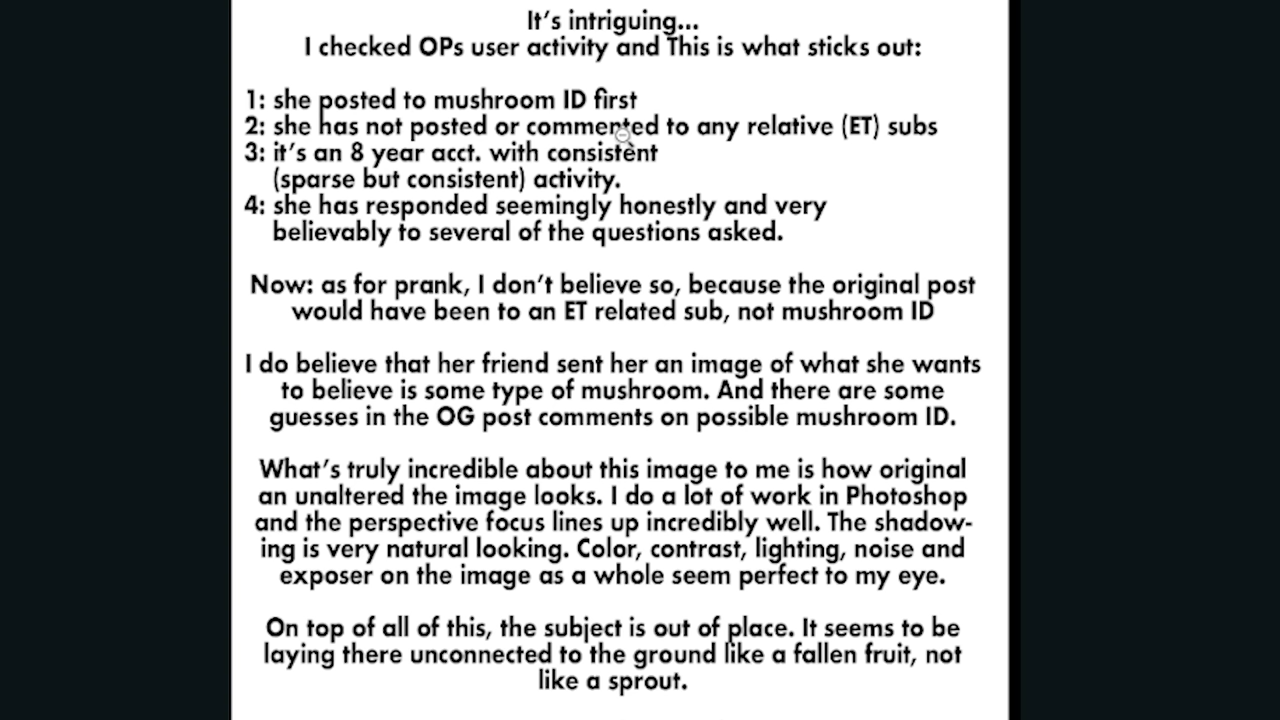 It's intriguing...
I checked OPs user activity and This is what sticks out:
1: she posted to mushroom ID first
2: she has not posted or commented to any relative (ET) subs
3: it's an 8 year acct. with consistent
(sparse but consistent) activity.
4: she has responded seemingly honestly and very
believably to several of the questions asked.
Now: as for prank, I don't believe so, because the original post
would have been to an ET related sub, not mushroom ID
I do believe that her friend sent her an image of what she wants
to believe is some type of mushroom. And there are some
guesses in the OG post comments on possible mushroom ID.
What's truly incredible about this image to me is how original
an unaltered the image looks. I do a lot of work in Photoshop
and the perspective focus lines up incredibly well. The shadow-
ing is very natural looking. Color, contrast, lighting, noise and
exposer on the image as a whole seem perfect to my eye.
On top of all of this, the subject is out of place. It seems to be
laying there unconnected to the ground like a fallen fruit, not
like a sprout.